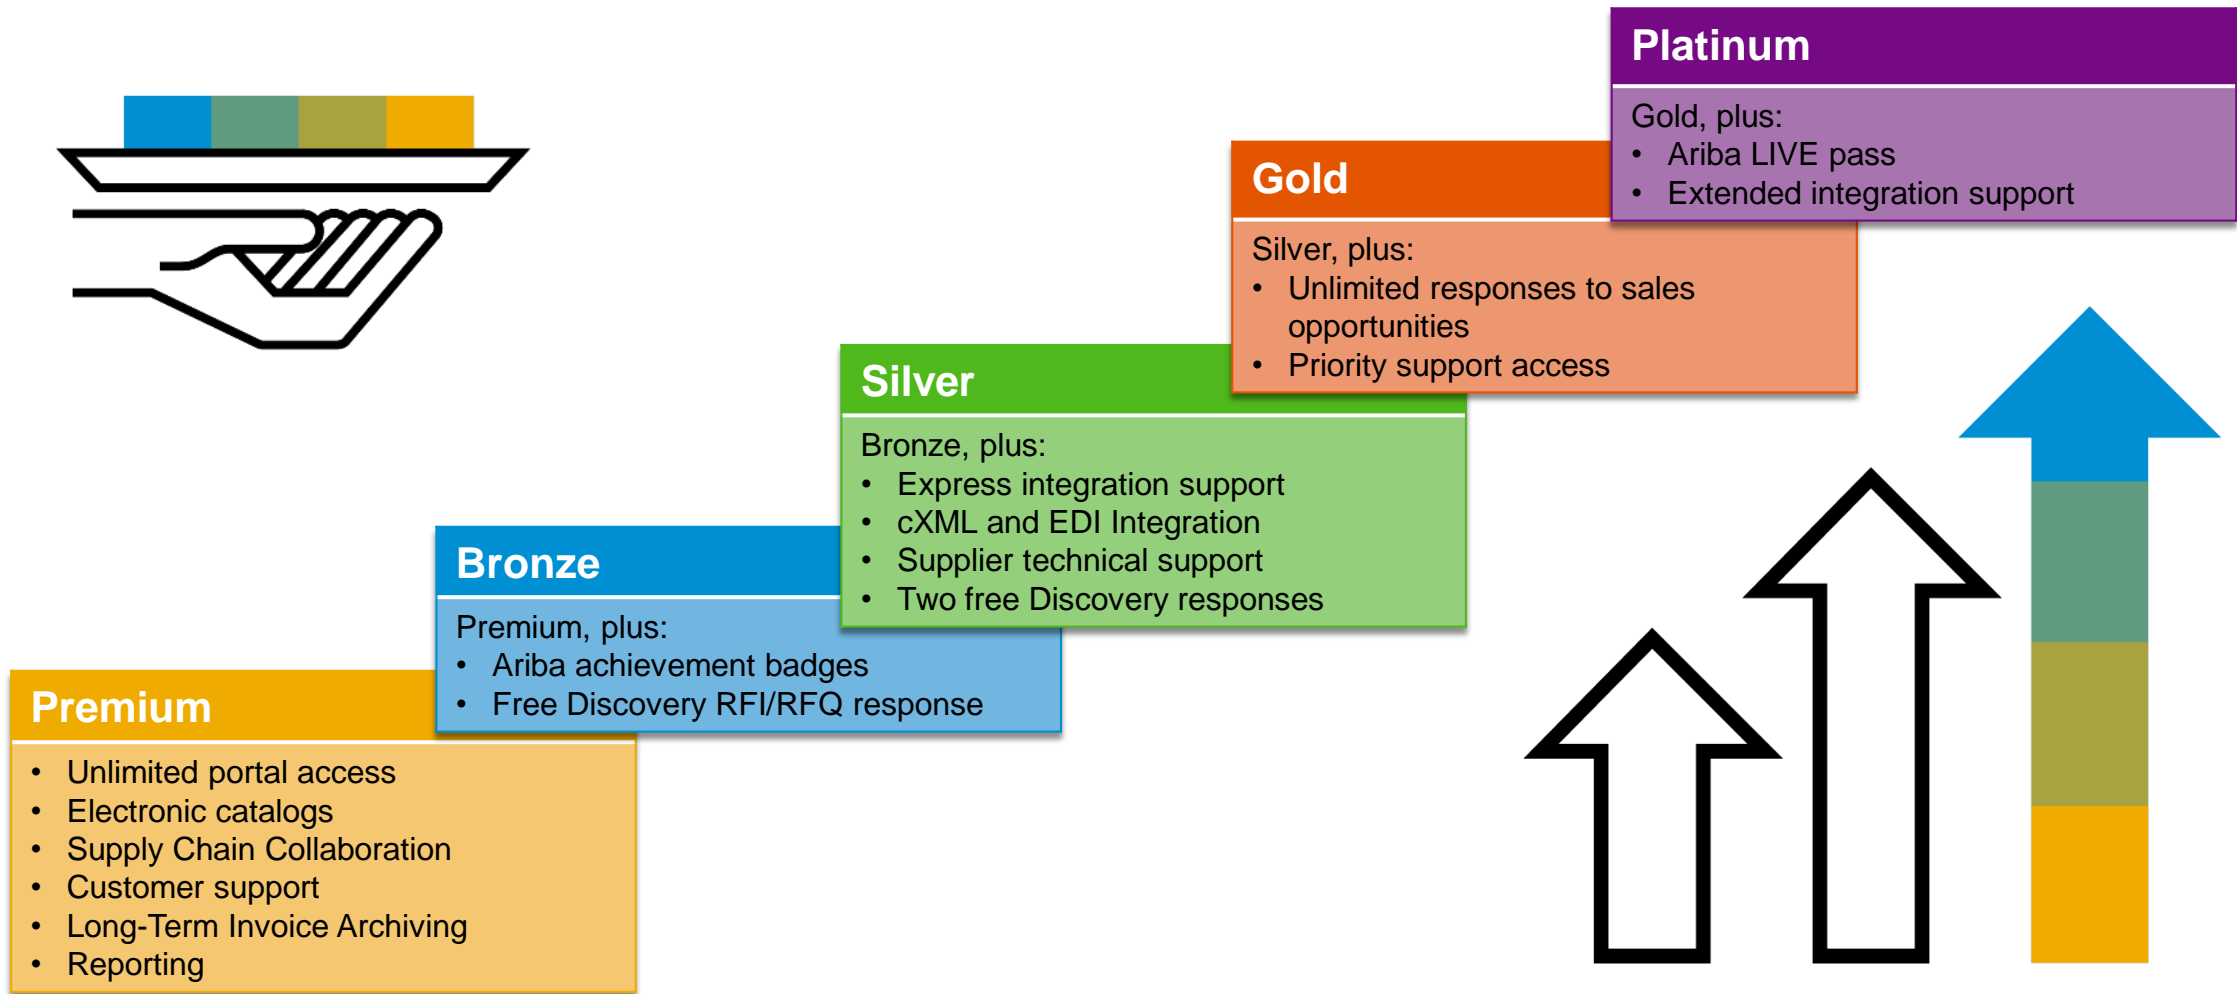 Platinum
Gold, plus:
• Ariba LIVE pass
• Extended integration support
Gold
Silver, plus:
• Unlimited responses to sales
opportunities
• Priority support access
Silver
Bronze, plus:
• Express integration support
• cXML and EDI Integration
• Supplier technical support
• Two free Discovery responses
Bronze
Premium, plus:
• Ariba achievement badges
• Free Discovery RFI/RFQ response
Premium
• Unlimited portal access
• Electronic catalogs
• Supply Chain Collaboration
• Customer support
• Long-Term Invoice Archiving
• Reporting